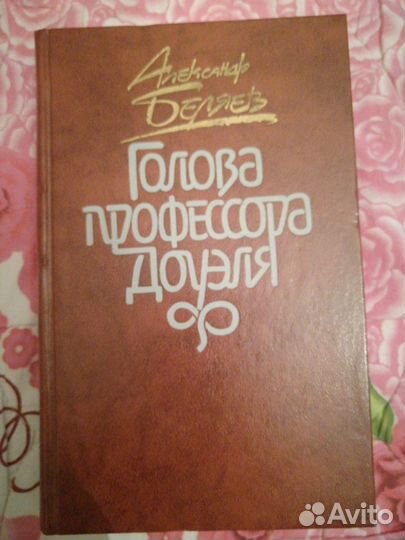 Александр
Беляев
Голова
профессора
Доуэля
Avito